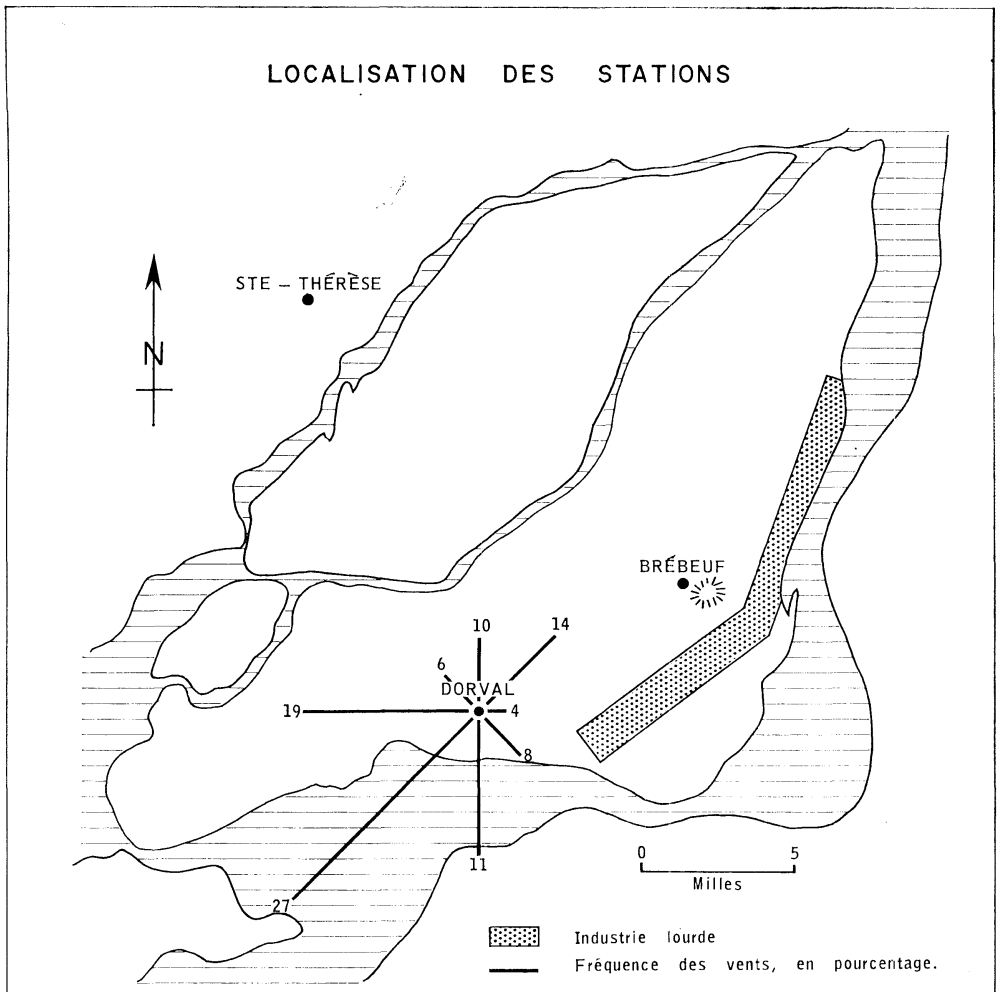 LOCALISATION DES STATIONS
STE – THÉRÈSE
N
BRÉBEUF
10
14
6
DORVAL
19
4
8
11
0 5
Milles
27
Industrie lourde
Fréquence des vents, en pourcentage.